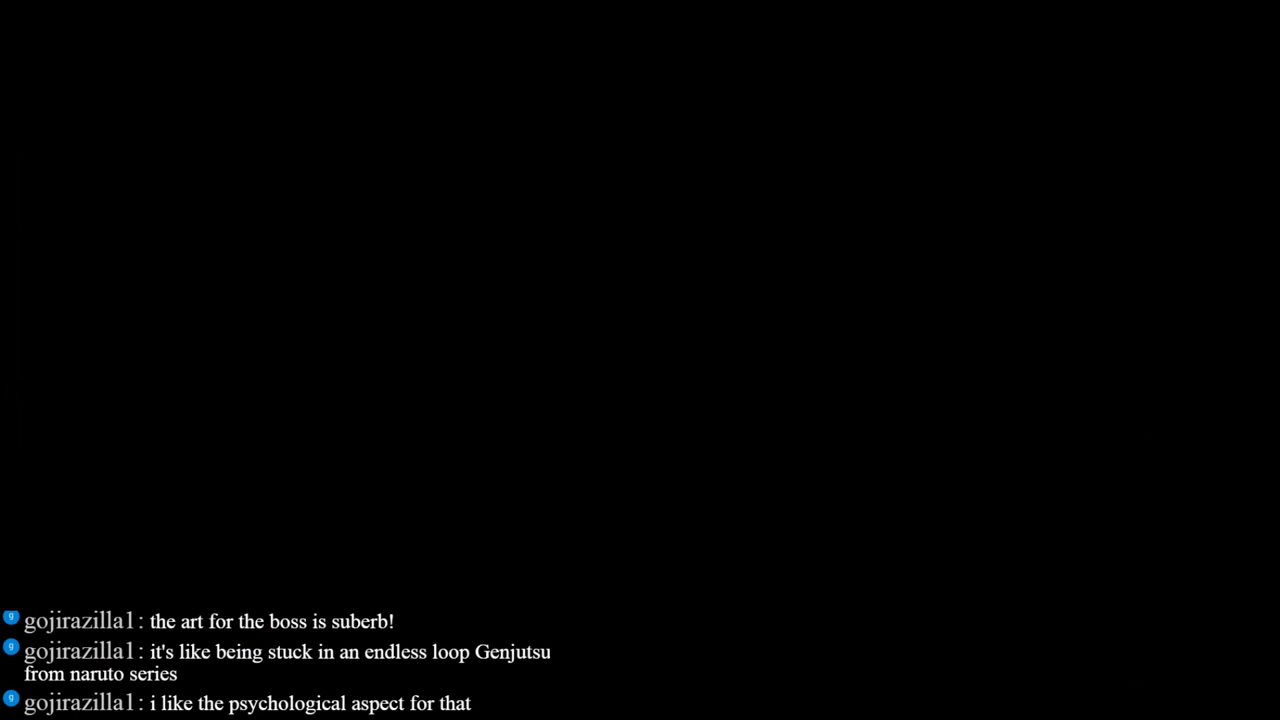 g gojirazilla1: the art for the boss is suberb!
g gojirazilla1: it's like being stuck in an endless loop Genjutsu
from naruto series
g gojirazilla1: i like the psychological aspect for that